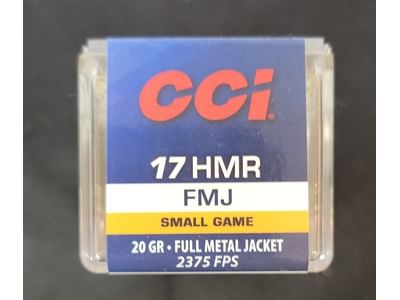 CCI
17 HMR
FMJ
SMALL GAME
20 GR • FULL METAL JACKET
2375 FPS